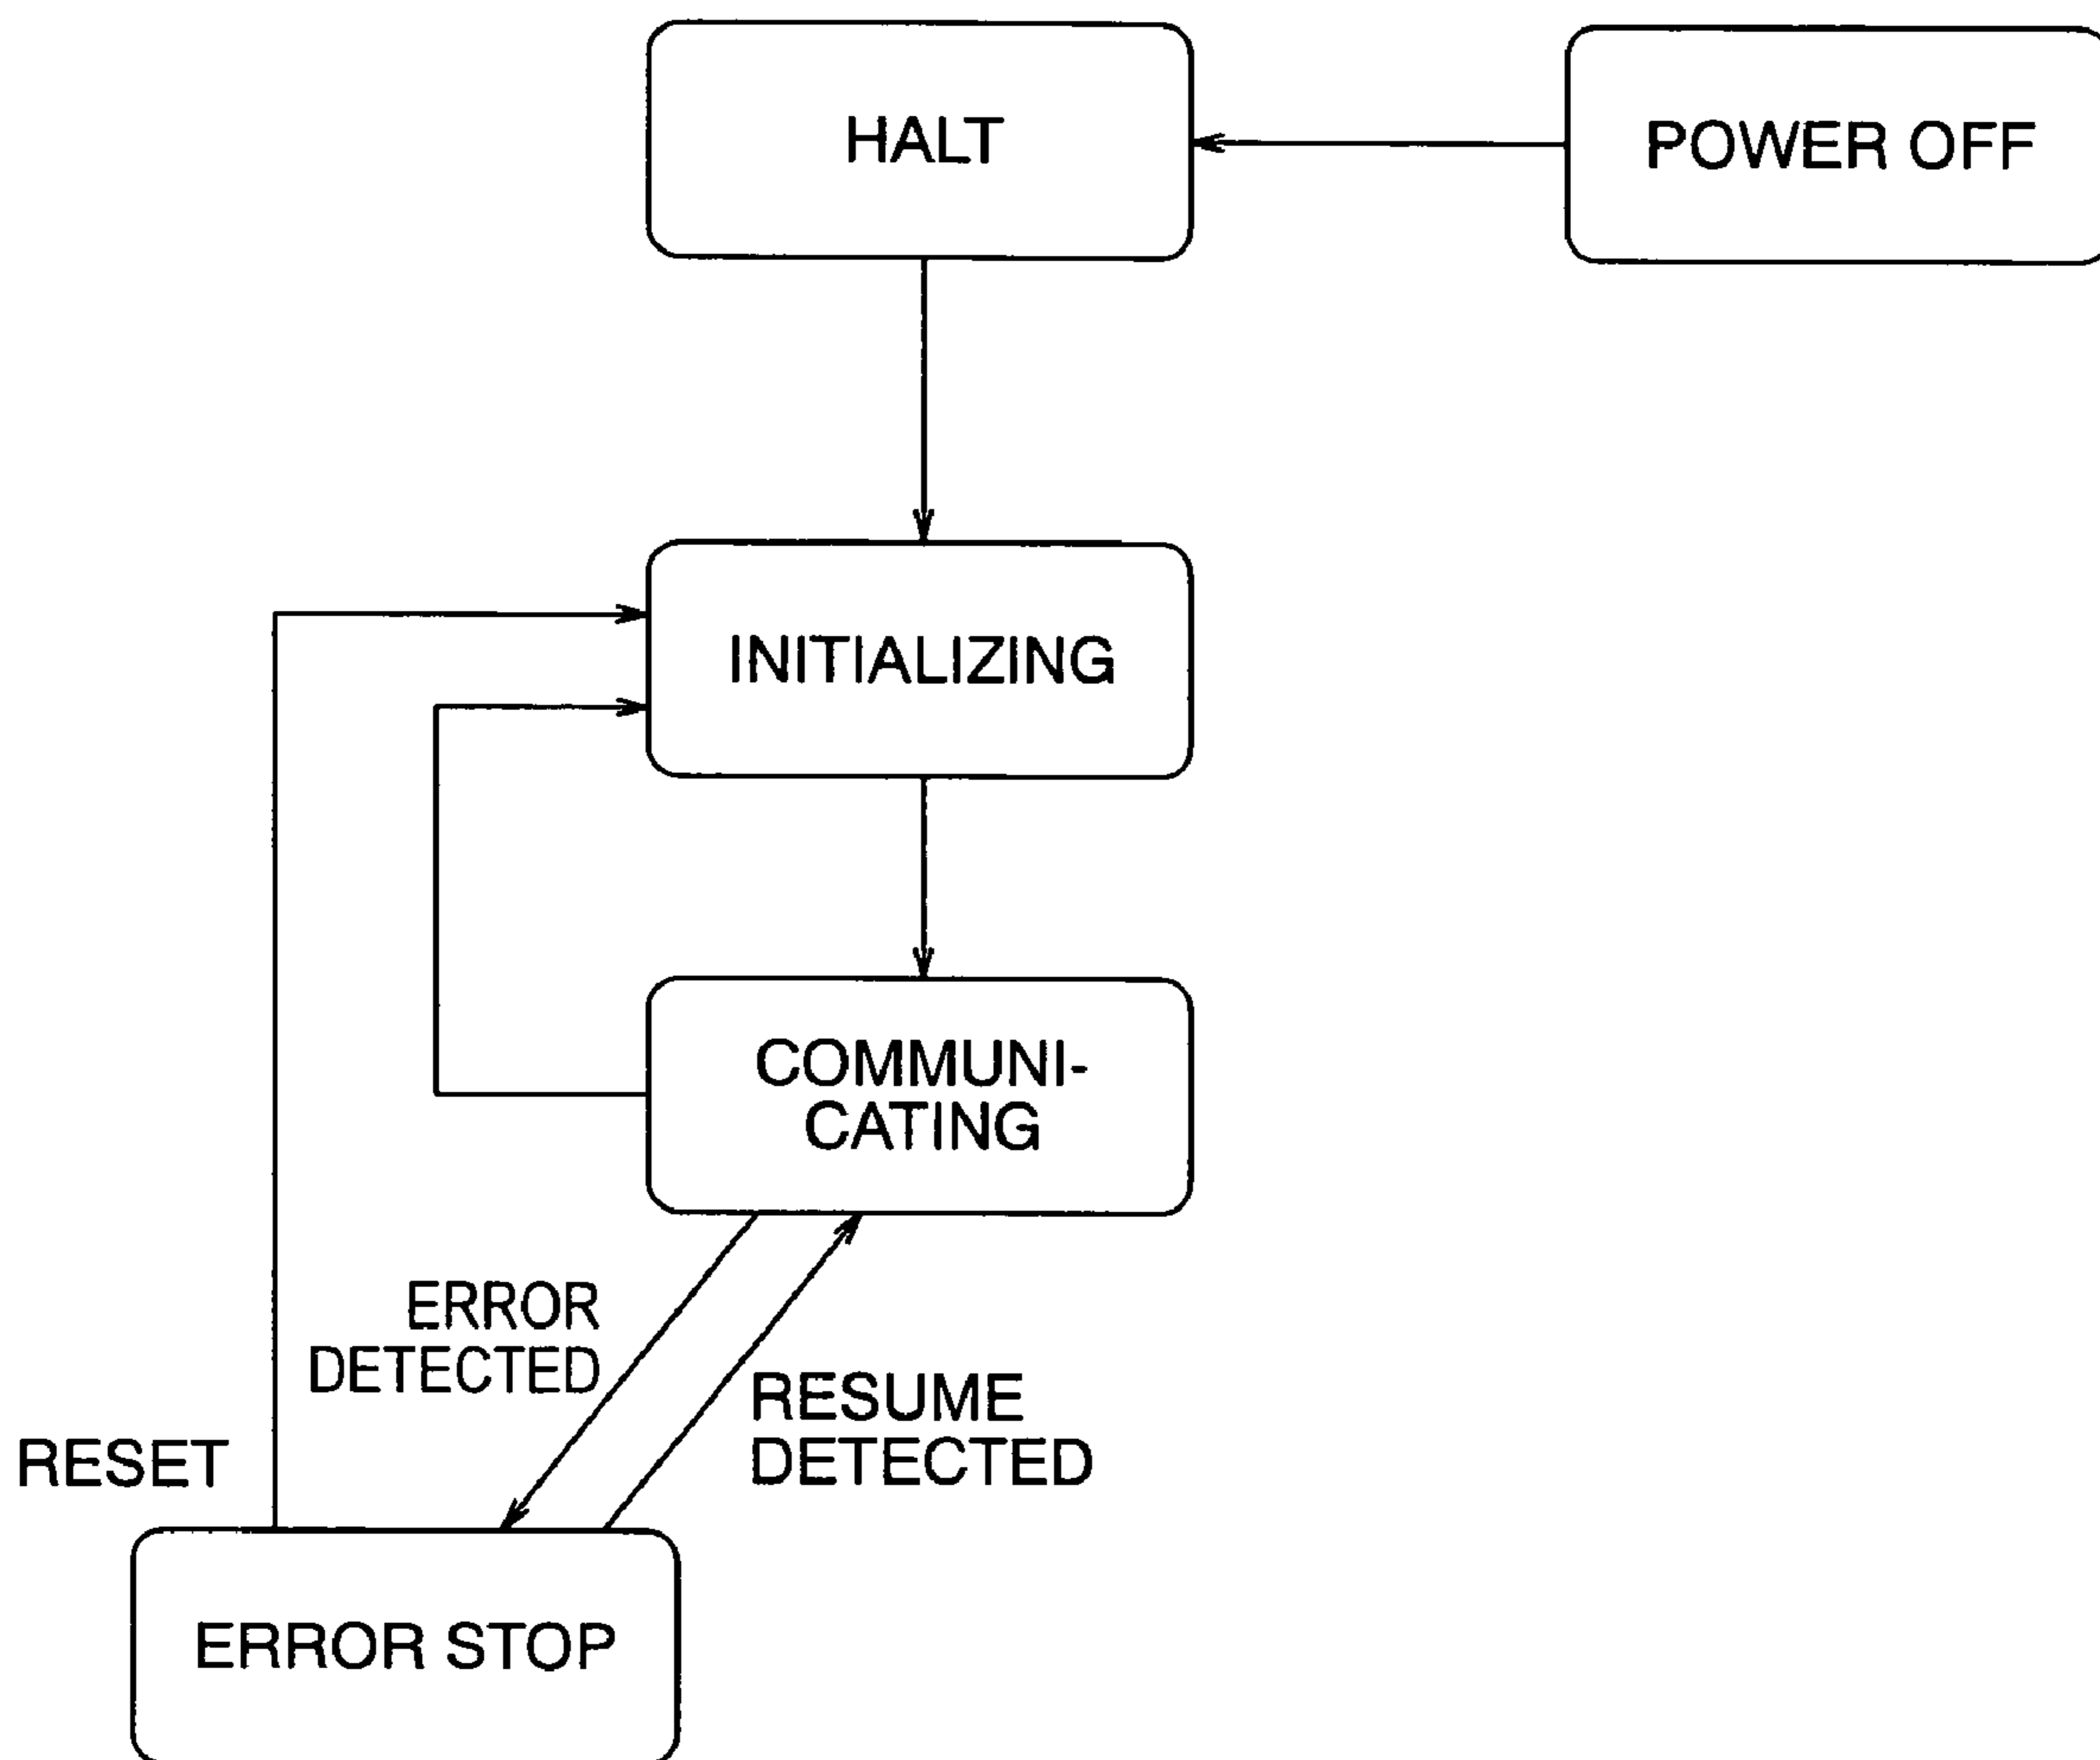 HALT
POWER OFF
INITIALIZING
COMMUNI-
CATING
ERROR
DETECTED
RESUME
DETECTED
RESET
ERROR STOP